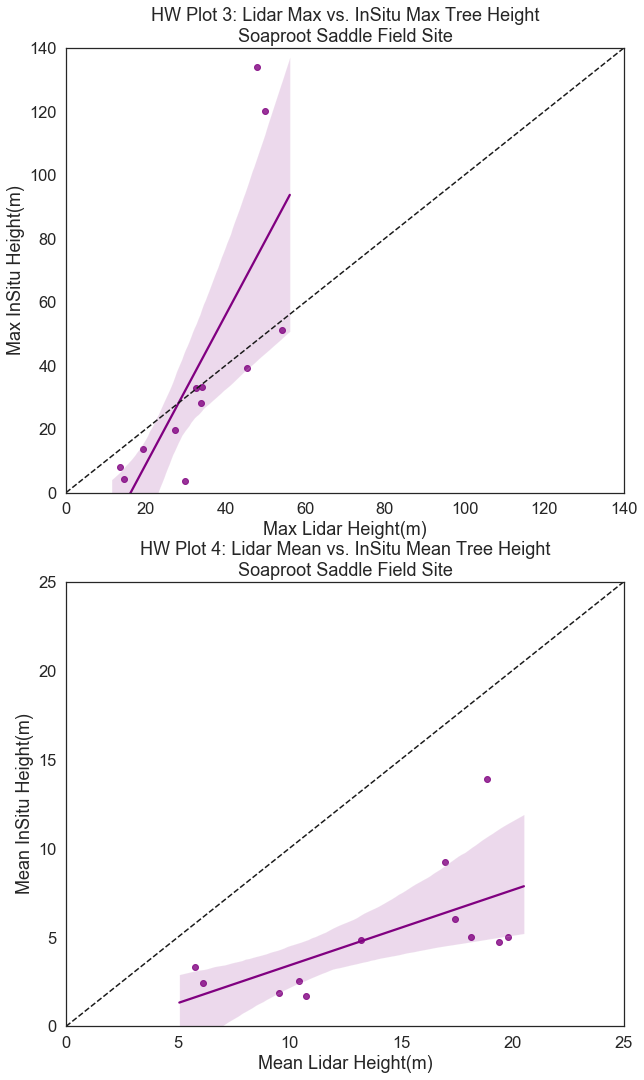 HW Plot 3: Lidar Max vs. InSitu Max Tree Height
Soaproot Saddle Field Site
140
120
100
80
60
40
20
0
Max InSitu Height(m)
0 20 40 60 80 100 120 140
Max Lidar Height(m)
HW Plot 4: Lidar Mean vs. InSitu Mean Tree Height
Soaproot Saddle Field Site
25
20
15
10
5
0
Mean InSitu Height(m)
0 5 10 15 20 25
Mean Lidar Height(m)